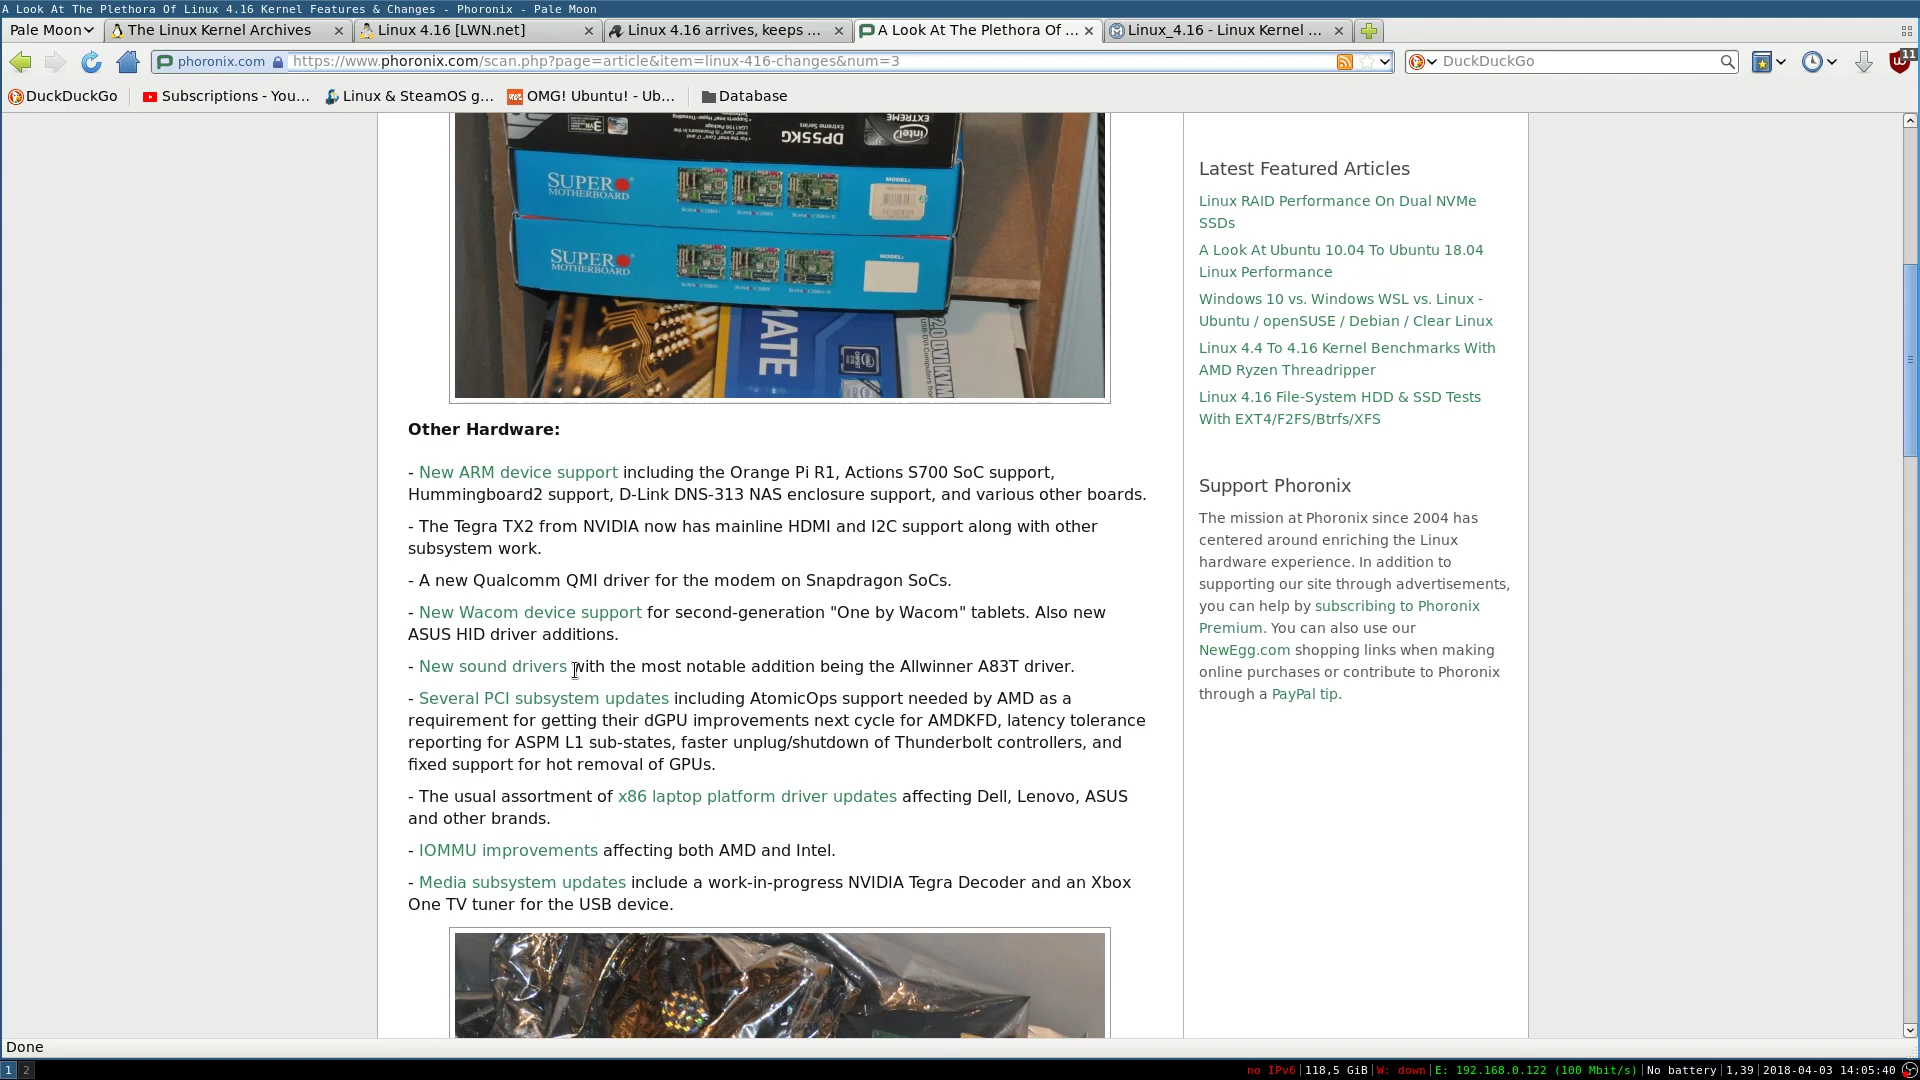 A Look At The Plethora Of Linux 4.16 Kernel Features & Changes - Phoronix - Pale Moon
Pale Moon
The Linux Kernel Archives
Linux 4.16 [LWN.net]
Linux 4.16 arrives, keeps ...
A Look At The Plethora Of ...
Linux_4.16 - Linux Kernel ...
phoronix.com
https://www.phoronix.com/scan.php?page=article&item=linux-416-changes&num=3
DuckDuckGo
11
DuckDuckGo
Subscriptions - You...
Linux & SteamOS g...
OMG! Ubuntu! - Ub...
Database
3YR
DP55KG
Extreme Series
intel
EXTREME
SUPER
MOTHERBOARD
MODEL:
SUPER
MOTHERBOARD
MODEL:
MATE
Other Hardware:
- New ARM device support including the Orange Pi R1, Actions S700 SoC support,
Hummingboard2 support, D-Link DNS-313 NAS enclosure support, and various other boards.
- The Tegra TX2 from NVIDIA now has mainline HDMI and I2C support along with other
subsystem work.
- A new Qualcomm QMI driver for the modem on Snapdragon SoCs.
- New Wacom device support for second-generation "One by Wacom" tablets. Also new
ASUS HID driver additions.
- New sound drivers with the most notable addition being the Allwinner A83T driver.
- Several PCI subsystem updates including AtomicOps support needed by AMD as a
requirement for getting their dGPU improvements next cycle for AMDKFD, latency tolerance
reporting for ASPM L1 sub-states, faster unplug/shutdown of Thunderbolt controllers, and
fixed support for hot removal of GPUs.
- The usual assortment of x86 laptop platform driver updates affecting Dell, Lenovo, ASUS
and other brands.
- IOMMU improvements affecting both AMD and Intel.
- Media subsystem updates include a work-in-progress NVIDIA Tegra Decoder and an Xbox
One TV tuner for the USB device.
Latest Featured Articles
Linux RAID Performance On Dual NVMe
SSDs
A Look At Ubuntu 10.04 To Ubuntu 18.04
Linux Performance
Windows 10 vs. Windows WSL vs. Linux -
Ubuntu / openSUSE / Debian / Clear Linux
Linux 4.4 To 4.16 Kernel Benchmarks With
AMD Ryzen Threadripper
Linux 4.16 File-System HDD & SSD Tests
With EXT4/F2FS/Btrfs/XFS
Support Phoronix
The mission at Phoronix since 2004 has
centered around enriching the Linux
hardware experience. In addition to
supporting our site through advertisements,
you can help by subscribing to Phoronix
Premium. You can also use our
NewEgg.com shopping links when making
online purchases or contribute to Phoronix
through a PayPal tip.
Done
1 2
no IPv6|118,5 GiB|W: down|E: 192.168.0.122 (100 Mbit/s)|No battery|1,39|2018-04-03 14:05:40